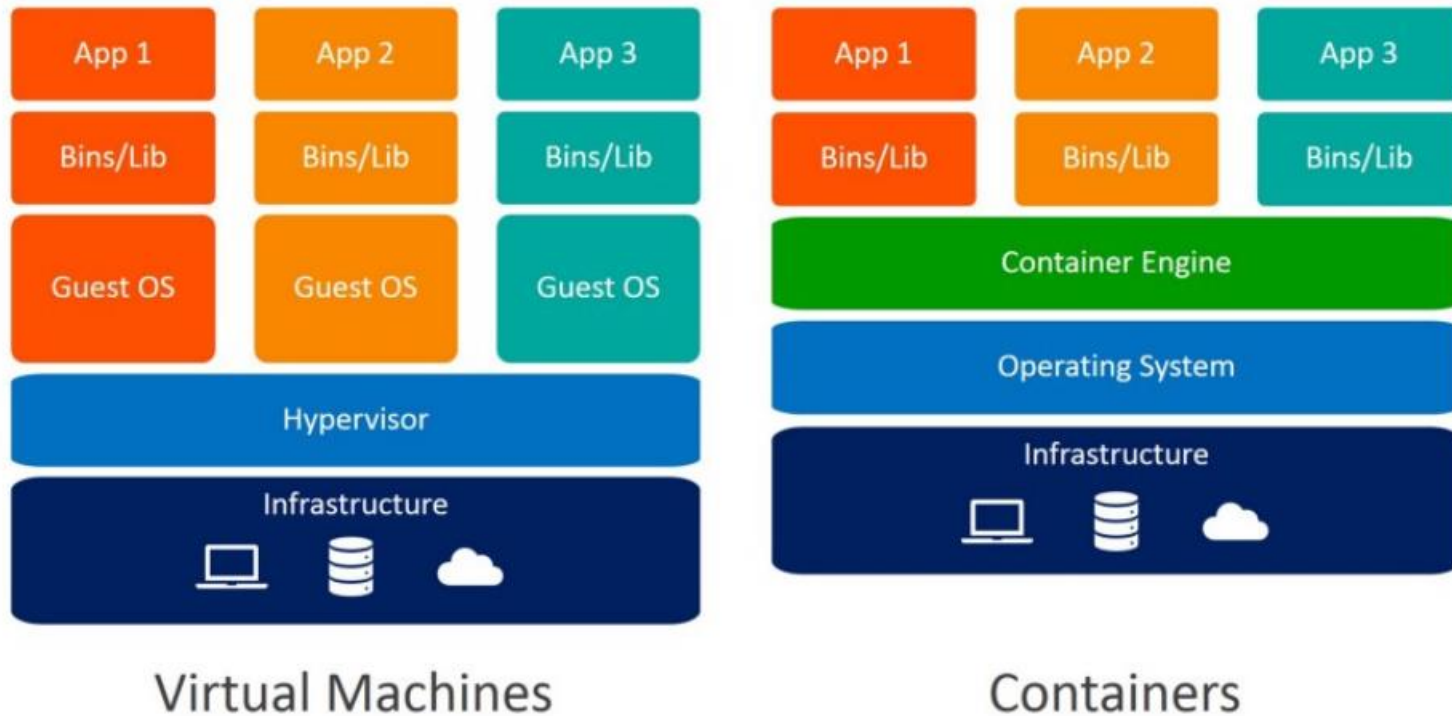 App 1
App 2
App 3
Bins/Lib
Bins/Lib
Bins/Lib
Guest OS
Guest OS
Guest OS
Hypervisor
Infrastructure
Virtual Machines
App 1
App 2
App 3
Bins/Lib
Bins/Lib
Bins/Lib
Container Engine
Operating System
Infrastructure
Containers